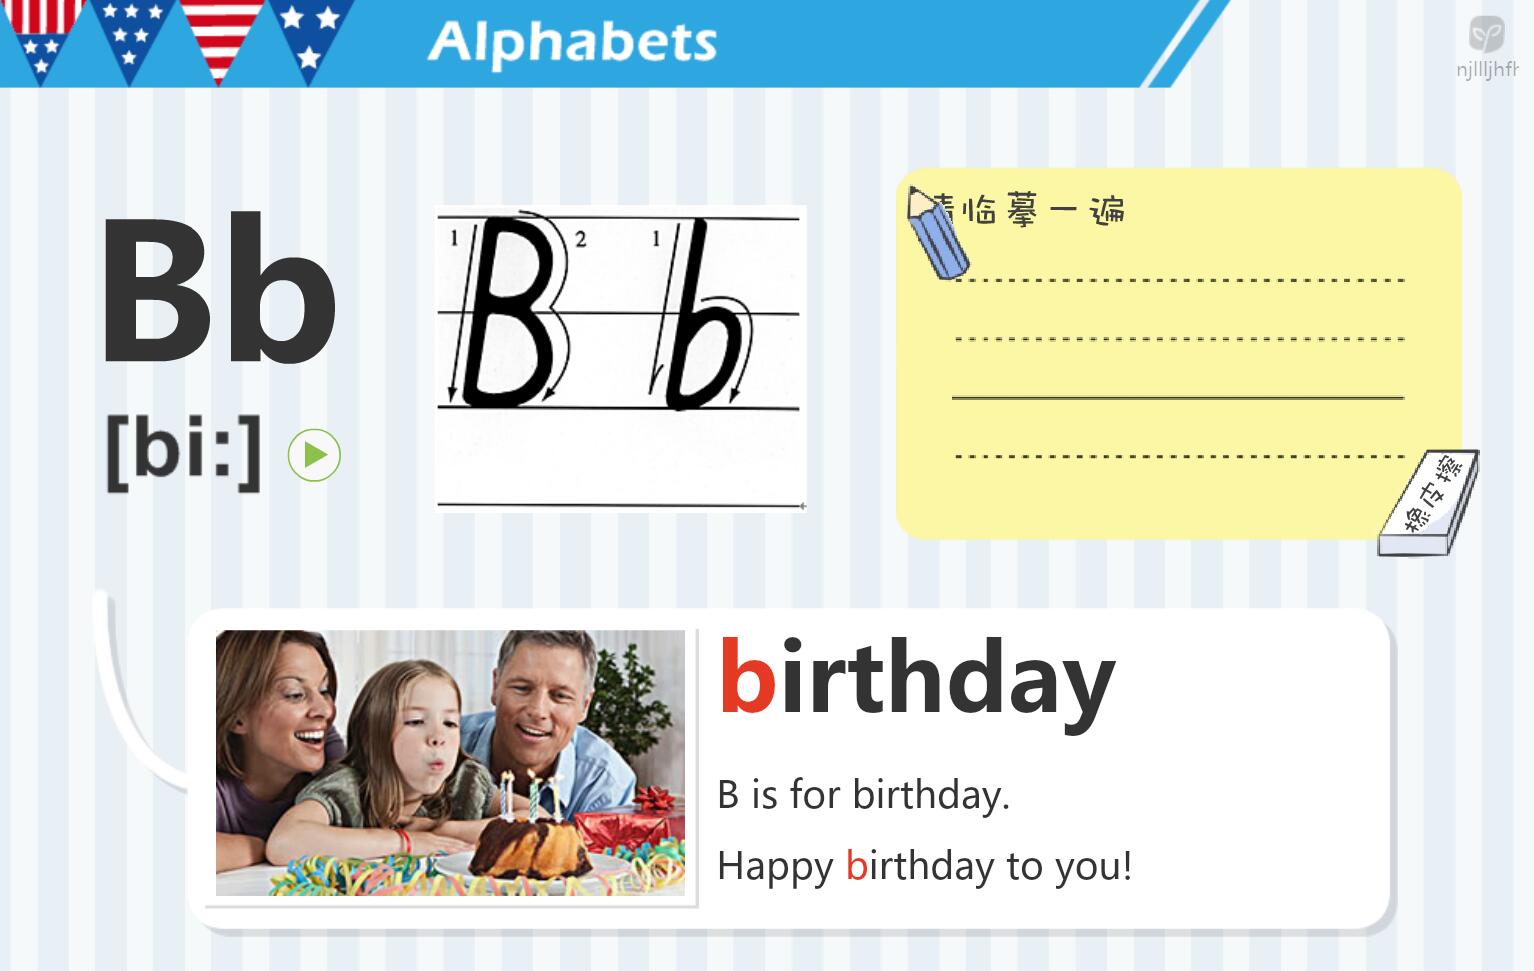 Alphabets
njllljhfh
Bb
[bi:]
1 B 2 1 b
请临摹一遍
橡皮擦
birthday
B is for birthday.
Happy birthday to you!